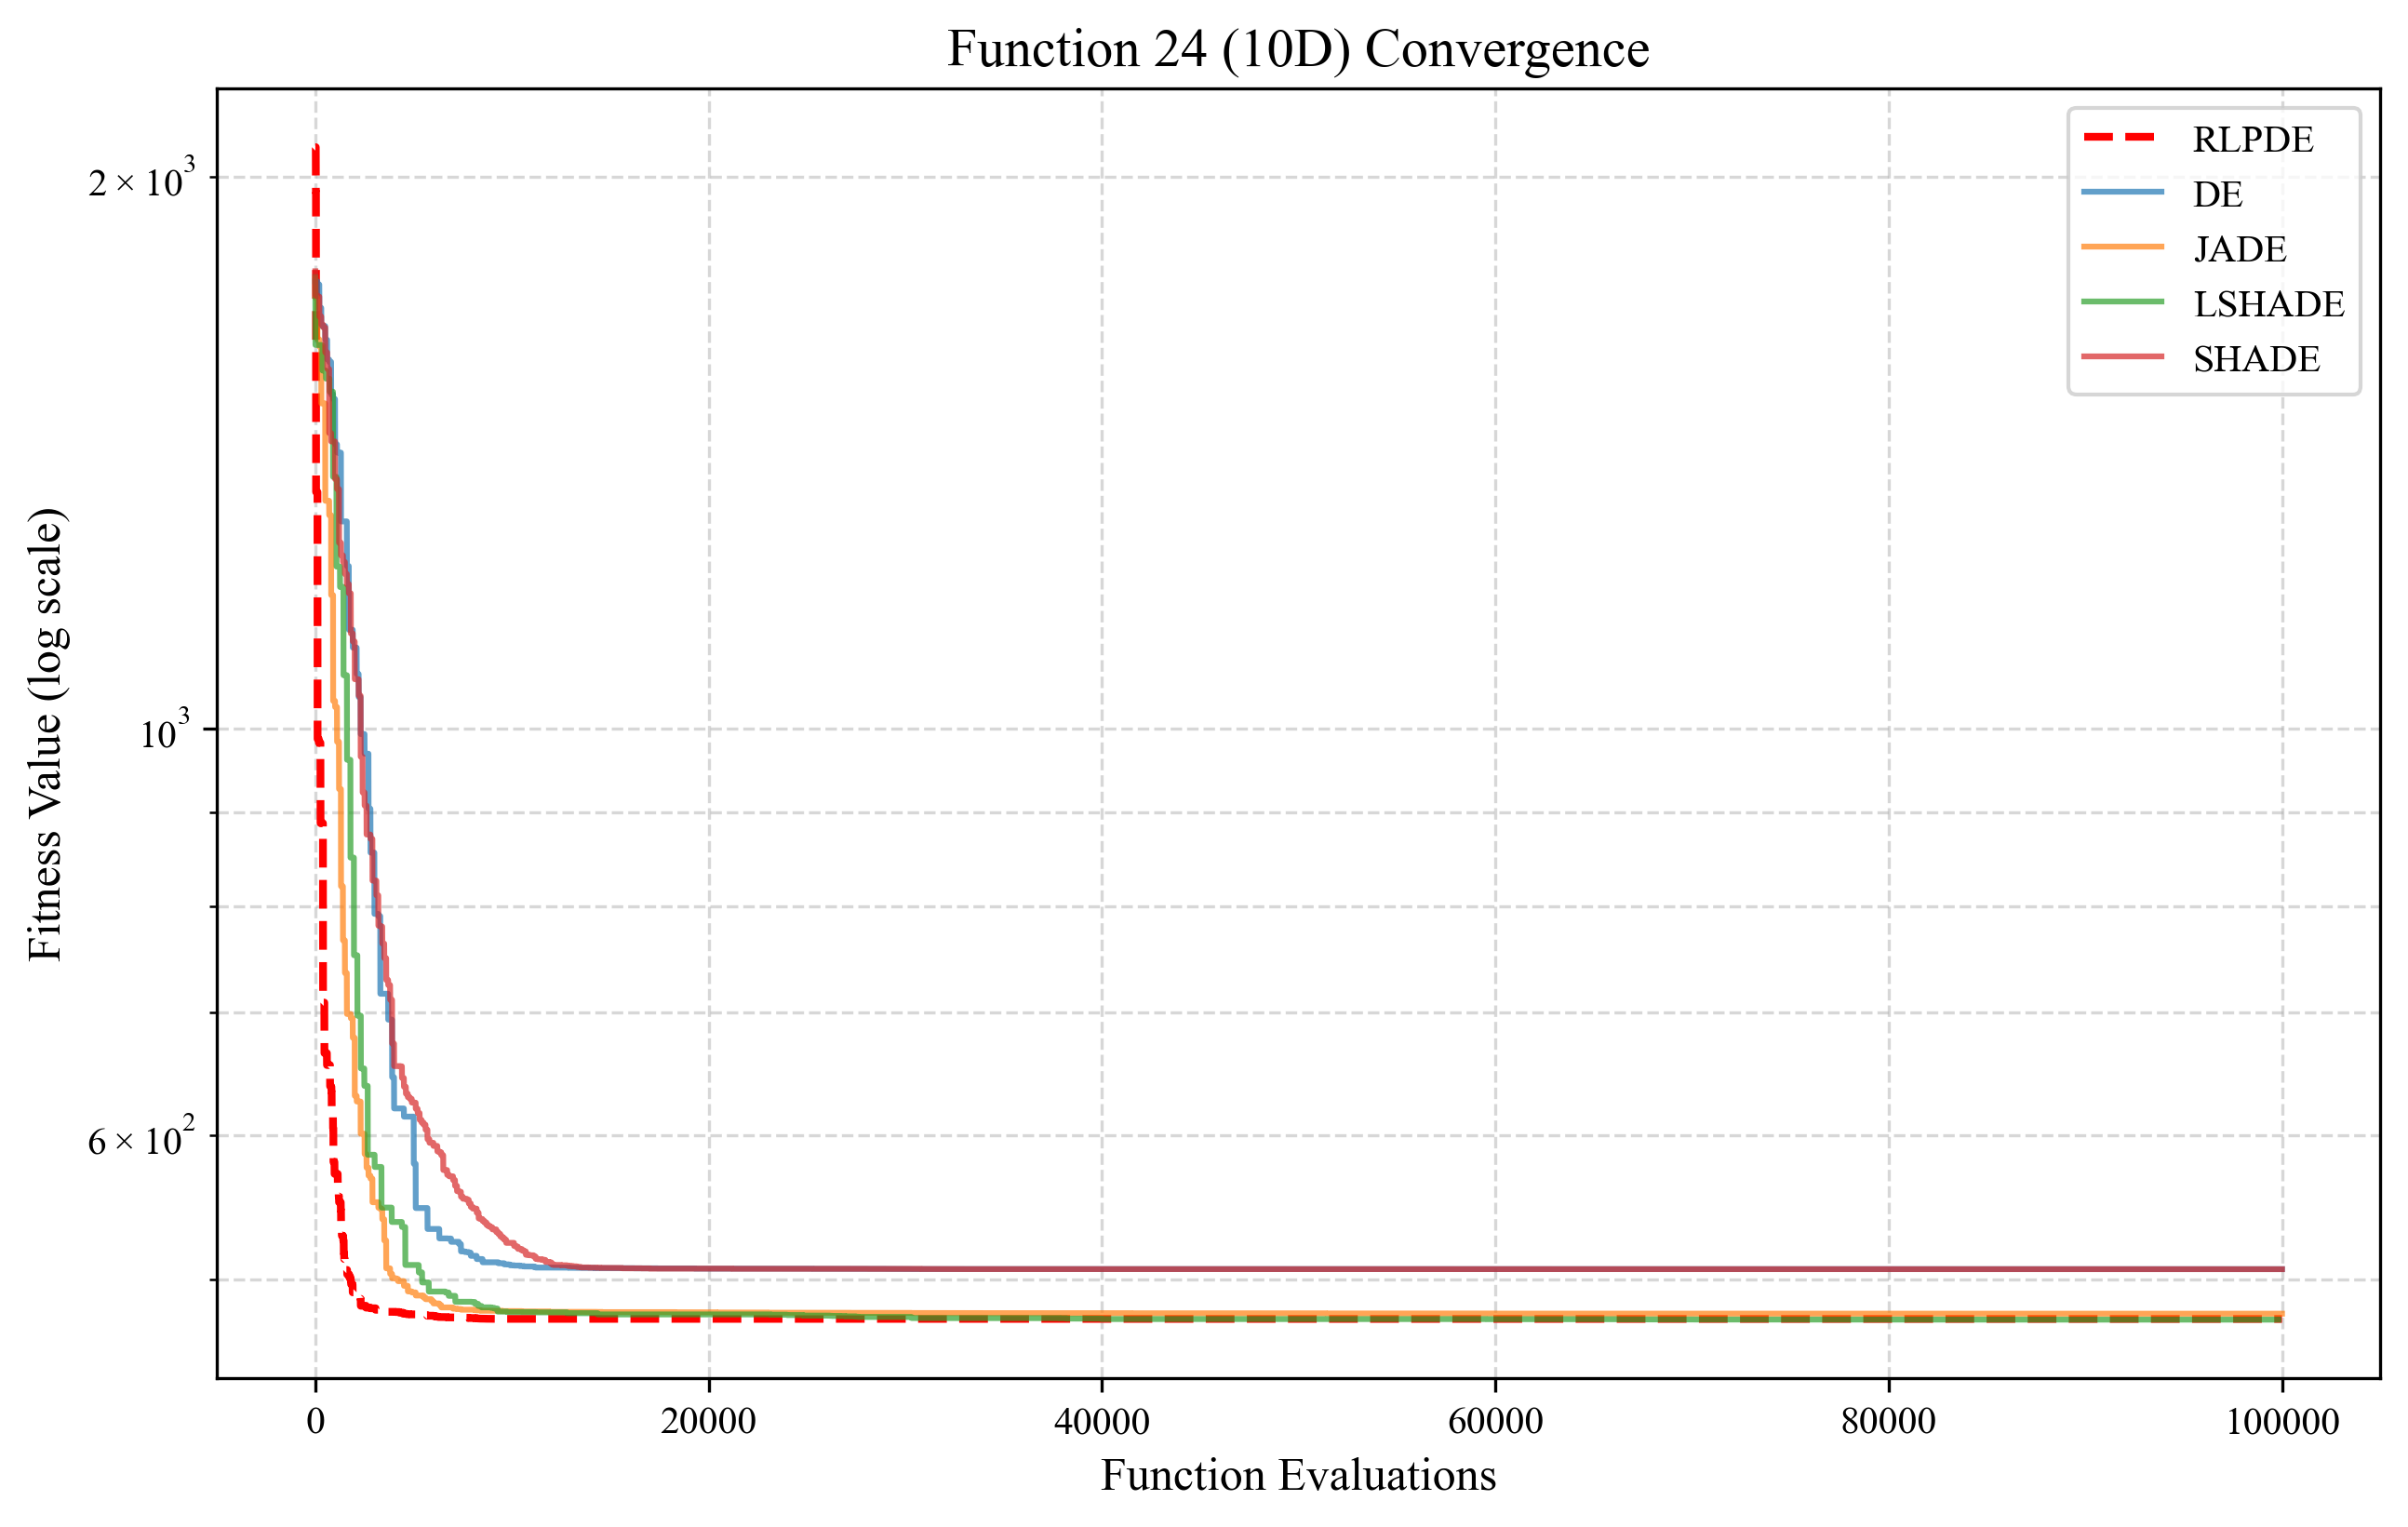 Function 24 (10D) Convergence
Fitness Value (log scale)
2 × 10³
10³
6 × 10²
0
20000
40000
60000
80000
100000
Function Evaluations
RLPDE
DE
JADE
LSHADE
SHADE